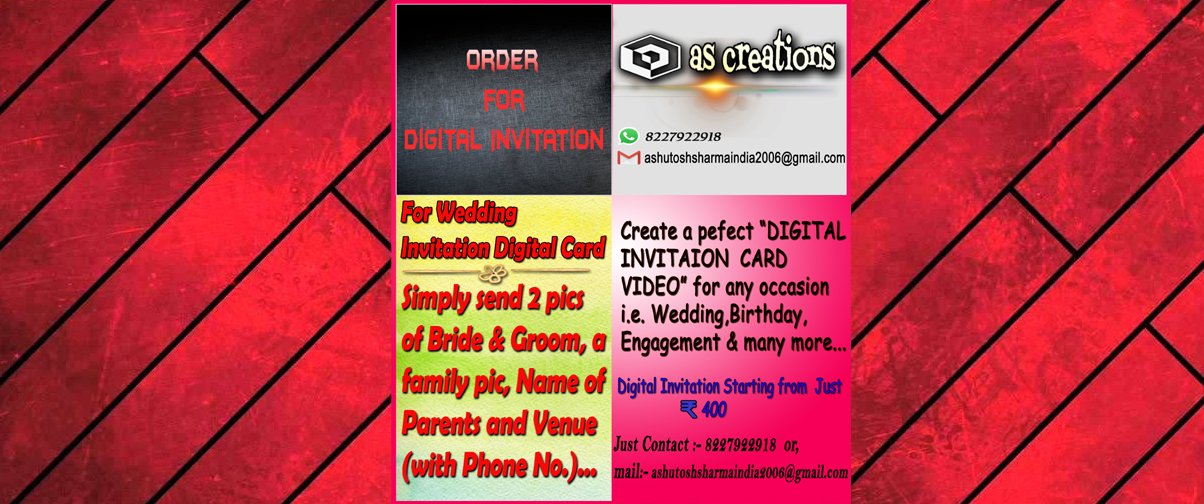 ORDER
FOR
DIGITAL INVITATION
as creations
8227922918
ashutoshsharmaindia2006@gmail.com
For Wedding
Invitation Digital Card
Simply send 2 pics
of Bride & Groom, a
family pic, Name of
Parents and Venue
(with Phone No.)...
Create a pefect “DIGITAL
INVITAION CARD
VIDEO” for any occasion
i.e. Wedding,Birthday,
Engagement & many more...
Digital Invitation Starting from Just
₹ 400
Just Contact :- 8227922918 or,
mail:- ashutoshsharmaindia2006@gmail.com